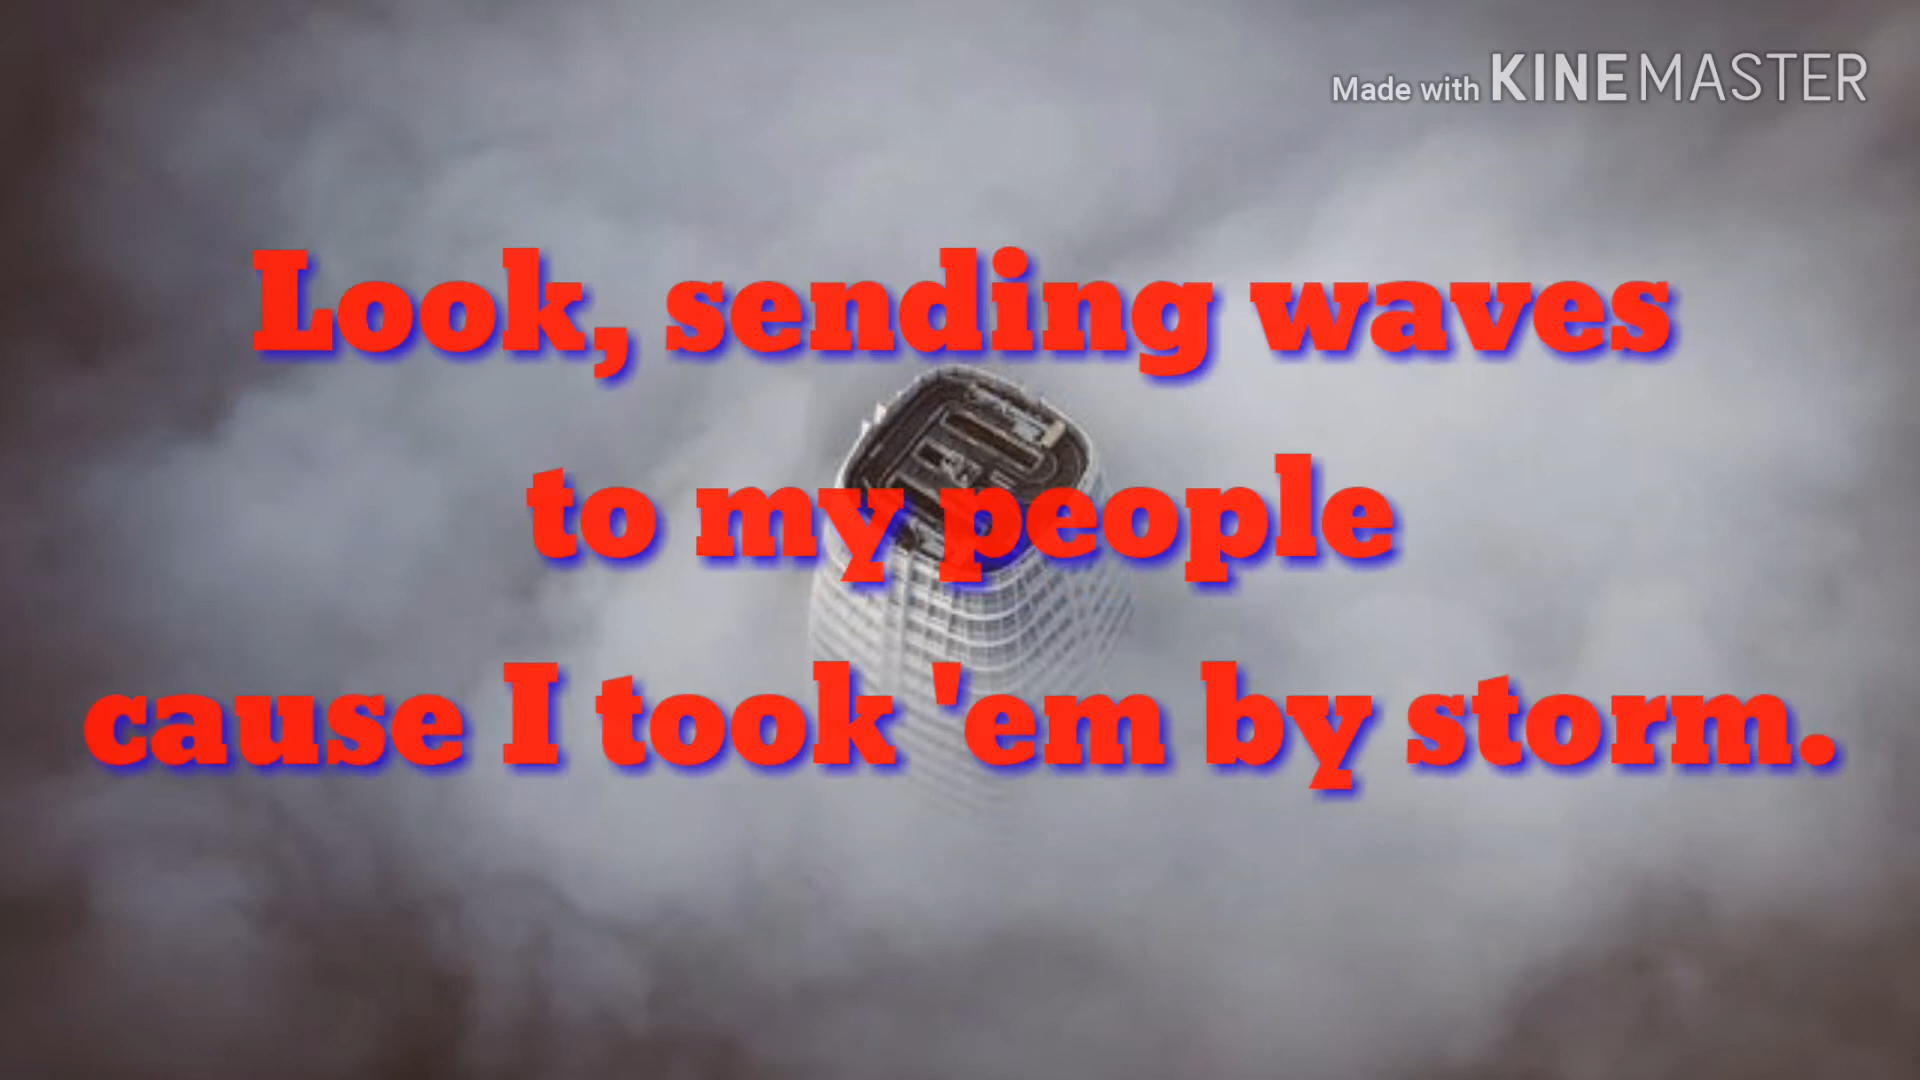 Made with KINEMASTER
Look, sending waves
to my people
cause I took 'em by storm.